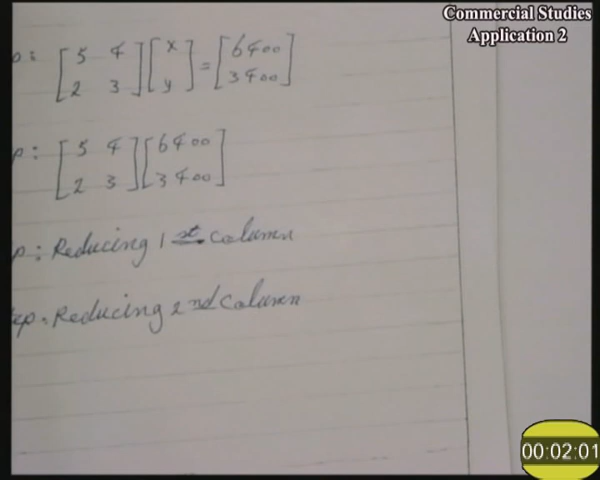 Commercial Studies
Application 2
p: [5 4] [x] = [6400]
[2 3] [y] [3400]
p: [5 4] [6400]
[2 3] [3400]
p: Reducing 1st column
ep. Reducing 2nd column
00:02:01